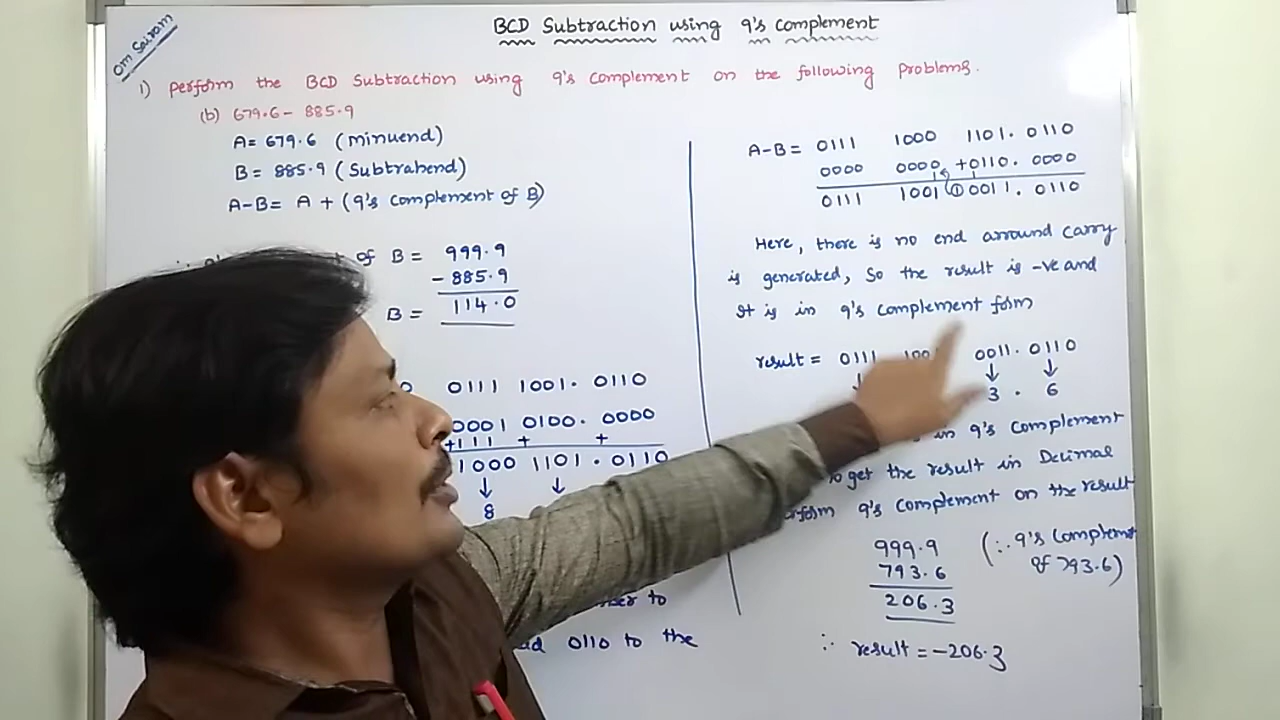 Om Sairam
BCD Subtraction using 9's complement
1) perform the BCD Subtraction using 9's complement on the following problems.
(b) 679.6 - 885.9
A = 679.6 (minuend)
B = 885.9 (Subtrahend)
A-B = A + (9's complement of B)
of B = 999.9
- 885.9
B = 114.0
0111 1001. 0110
0001 0100. 0000
+111 + +
1000 1101 . 0110
↓ ↓
8
to
0110 to the
A-B = 0111 1000 1101. 0110
0000 0000 +0110. 0000
0111 1001 ① 0011. 0110
Here, there is no end arround carry
is generated, So the result is -ve and
It is in 9's complement form
result = 0111 0011. 0110
↓ ↓ ↓
3 . 6
in 9's complement
get the result in Decimal
9's complement on the result
999.9
793.6
206.3
(∵ 9's complemen
of 793.6)
∴ result = -206.3